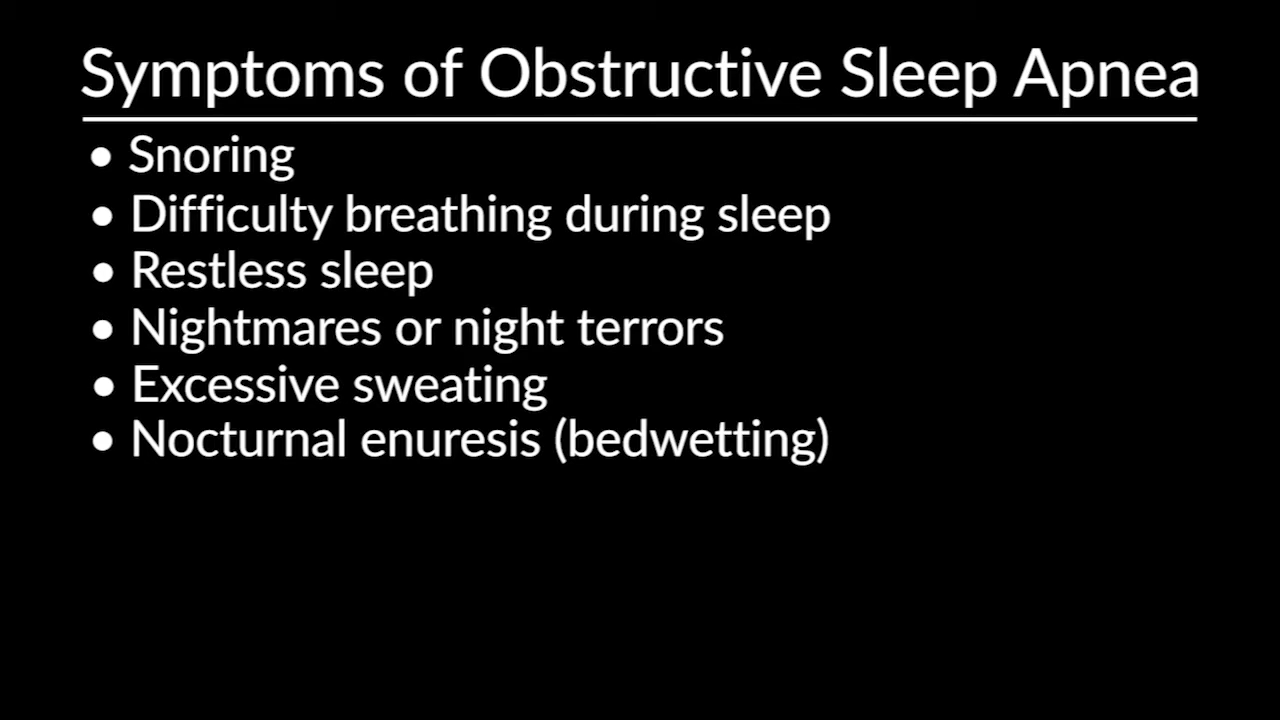 Symptoms of Obstructive Sleep Apnea
• Snoring
• Difficulty breathing during sleep
• Restless sleep
• Nightmares or night terrors
• Excessive sweating
• Nocturnal enuresis (bedwetting)